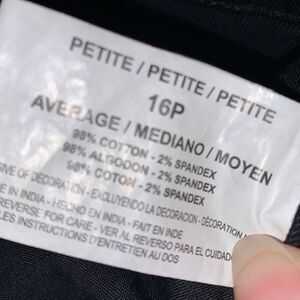 PETITE / PETITE / PETITE
16P
AVERAGE / MEDIANO / MOYEN
98% COTTON - 2% SPANDEX
98% ALGODON - 2% SPANDEX
98% COTON - 2% SPANDEX
SIVE OF DECORATION - EXCLUYENDO LA DECORACION - DÉCORATION
E IN INDIA - HECHO EN INDIA - FAIT EN INDE
REVERSE FOR CARE - VER AL REVERSO PARA EL CUIDADO
LES INSTRUCTIONS D'ENTRETIEN AU DOS